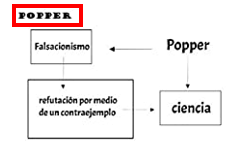 POPPER
Falsacionismo
Popper
refutación por medio
de un contraejemplo
ciencia